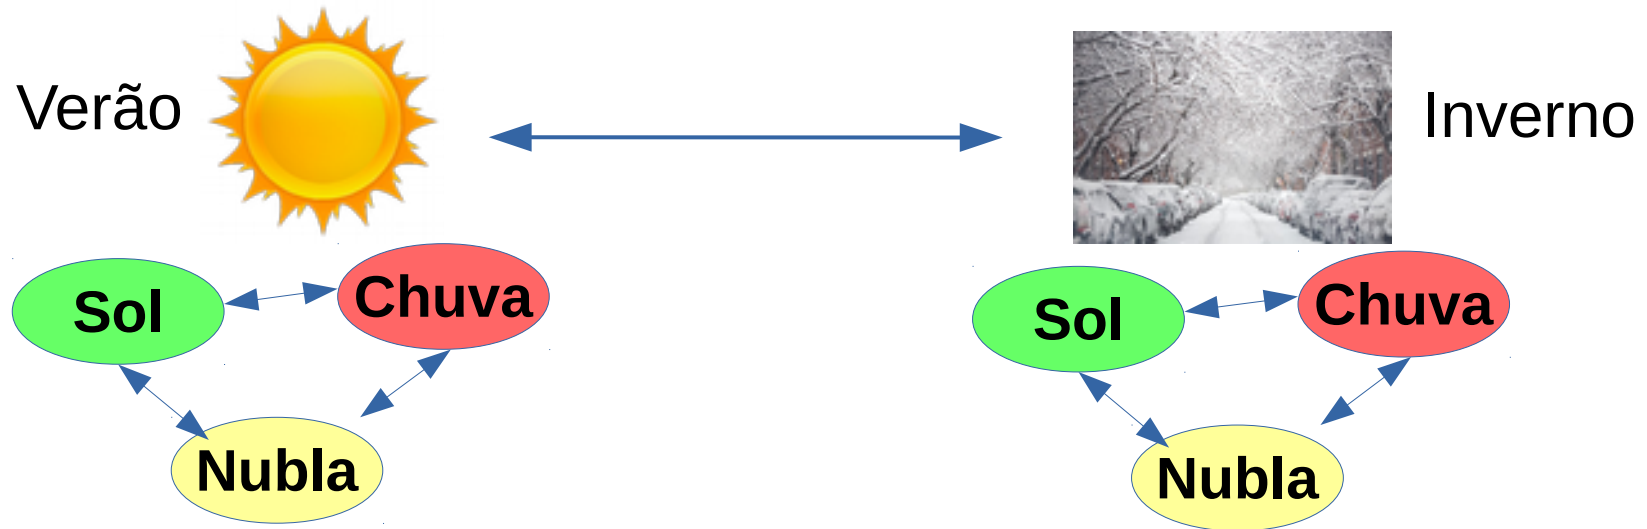 Verão
Inverno
Sol
Chuva
Nubla
Sol
Chuva
Nubla